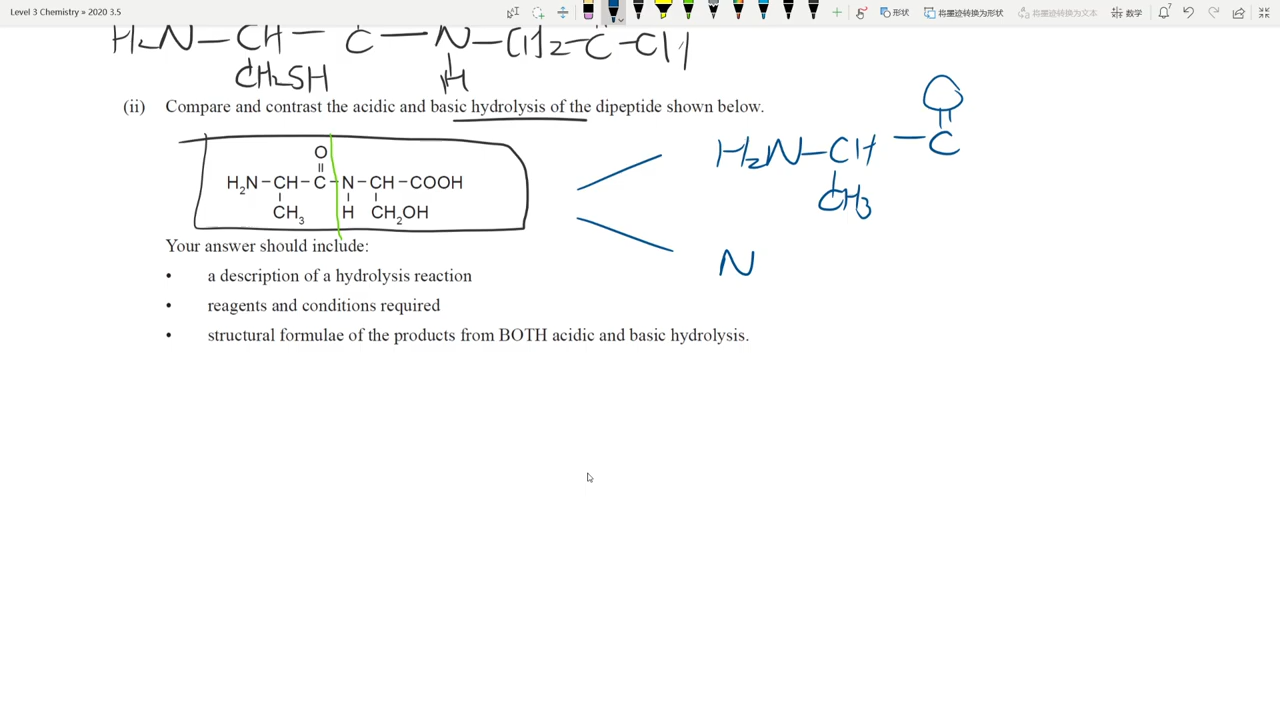 Level 3 Chemistry » 2020 3.5
形状
将墨迹转换为形状
将墨迹转换为文本
数学
H₂N—CH—C—N—CH2-C-Cl
CH2SH H
(ii) Compare and contrast the acidic and basic hydrolysis of the dipeptide shown below.
O
H₂N–CH–C–N–CH–COOH
CH₃ H CH₂OH
O
H₂N—CH—C
CH₃
N
Your answer should include:
• a description of a hydrolysis reaction
• reagents and conditions required
• structural formulae of the products from BOTH acidic and basic hydrolysis.